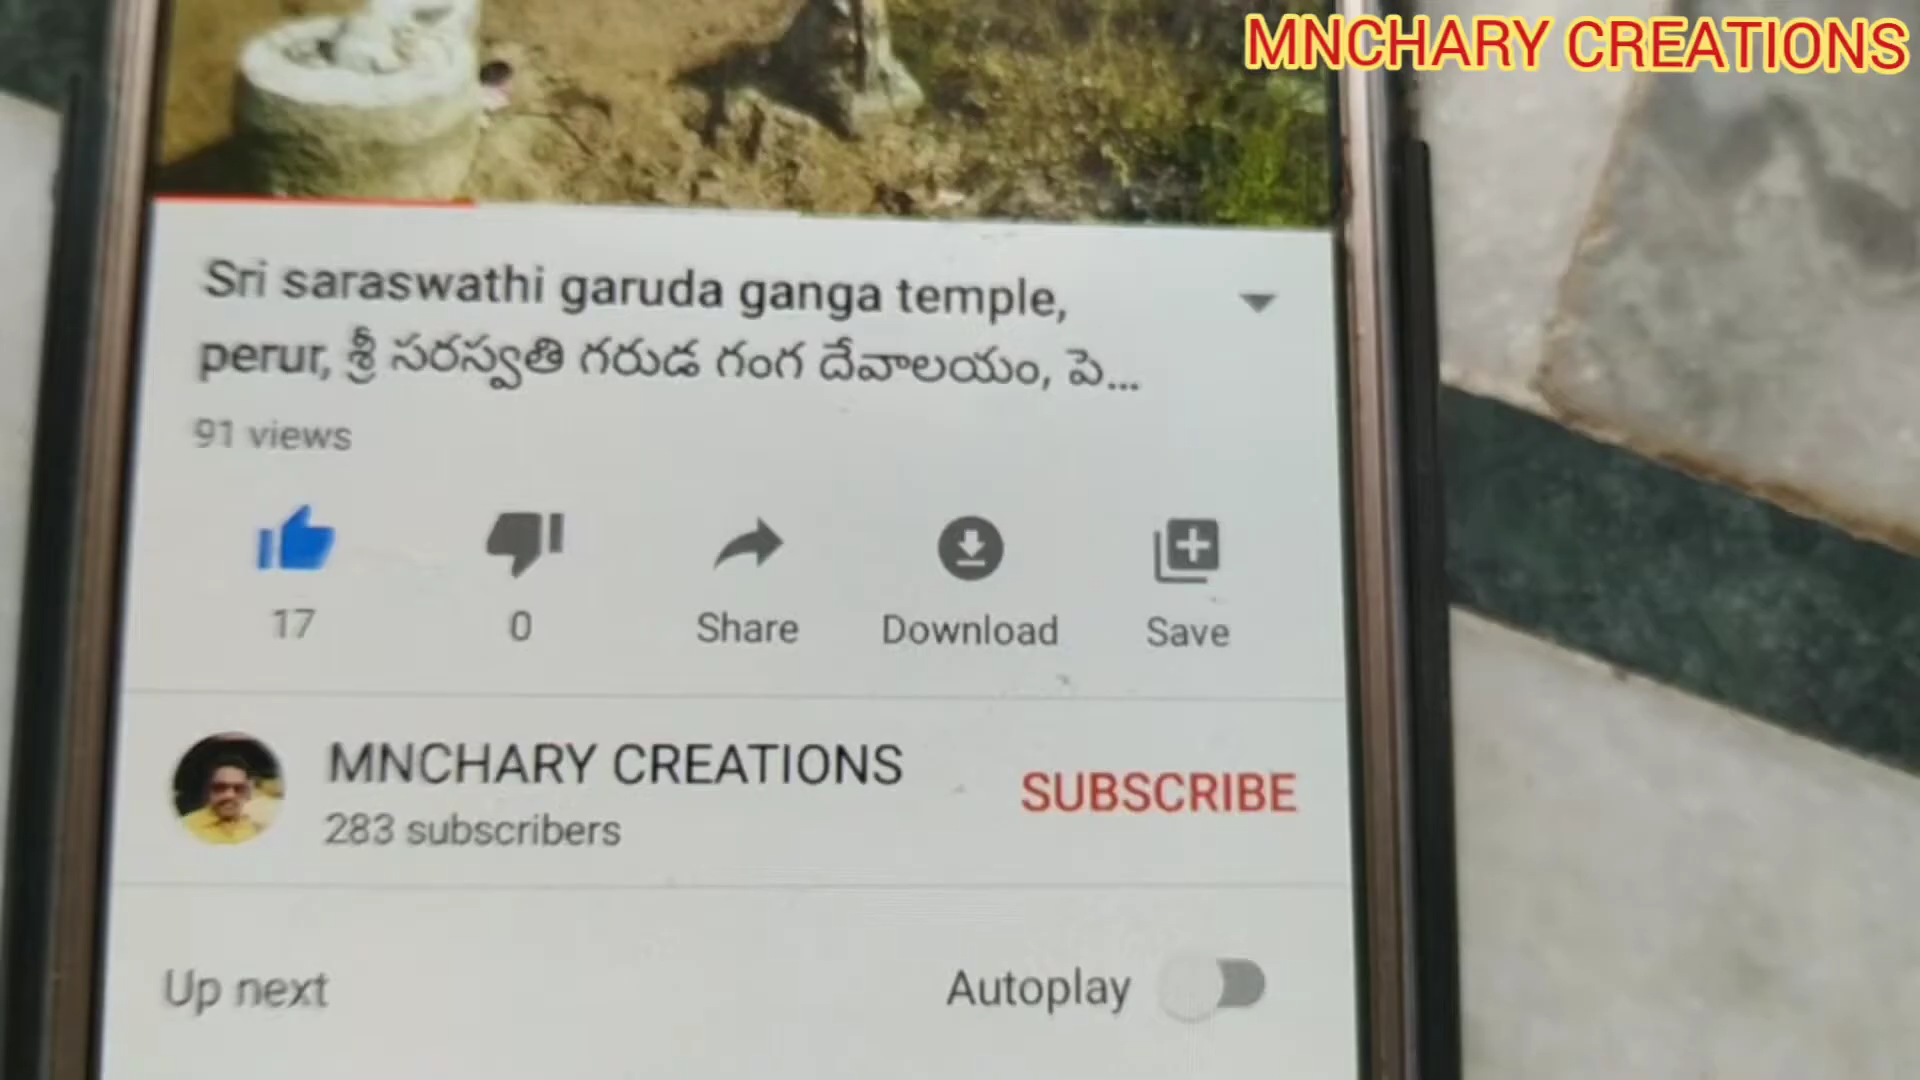 MNCHARY CREATIONS
Sri saraswathi garuda ganga temple,
perur, శ్రీ సరస్వతి గరుడ గంగ దేవాలయం, పె...
91 views
17
0
Share
Download
Save
MNCHARY CREATIONS
283 subscribers
SUBSCRIBE
Up next
Autoplay